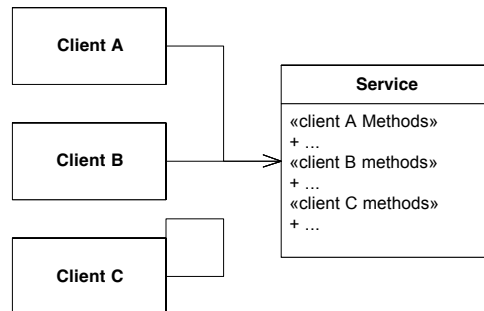 Client A
Client B
Client C
Service
«client A Methods»
+ ...
«client B methods»
+ ...
«client C methods»
+ ...